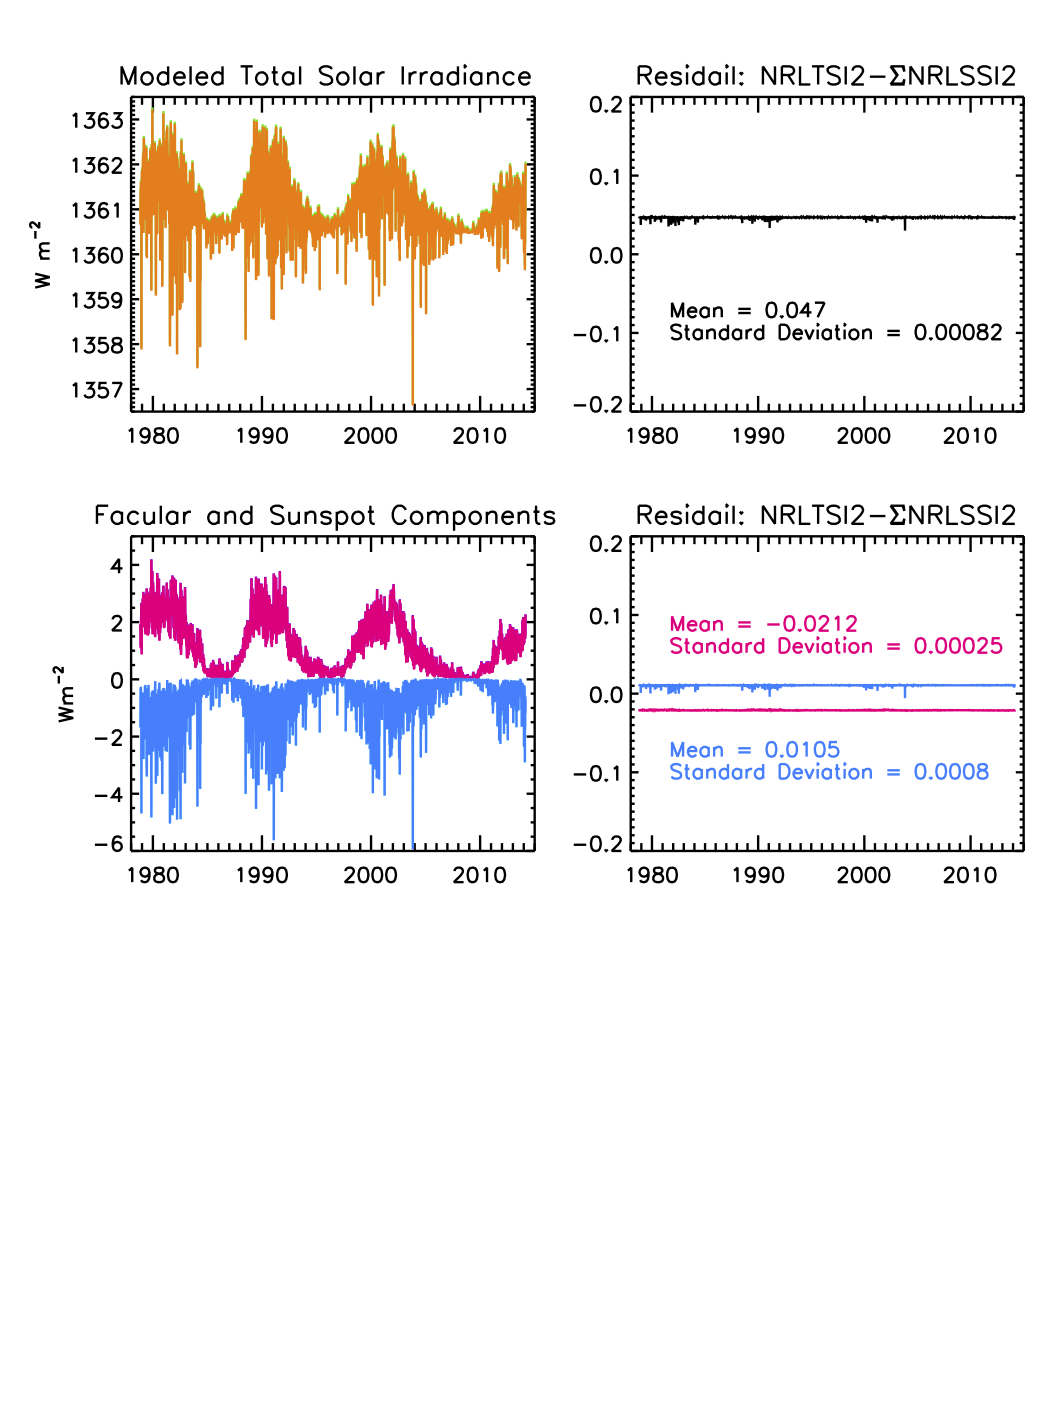 Modeled Total Solar Irradiance
1363
1362
1361
1360
1359
1358
1357
W m⁻²
1980 1990 2000 2010
Residail: NRLTSI2−ΣNRLSSI2
0.2
0.1
0.0
−0.1
−0.2
Mean = 0.047
Standard Deviation = 0.00082
1980 1990 2000 2010
Facular and Sunspot Components
4
2
0
−2
−4
−6
Wm⁻²
1980 1990 2000 2010
Residail: NRLTSI2−ΣNRLSSI2
0.2
0.1
0.0
−0.1
−0.2
Mean = −0.0212
Standard Deviation = 0.00025
Mean = 0.0105
Standard Deviation = 0.0008
1980 1990 2000 2010